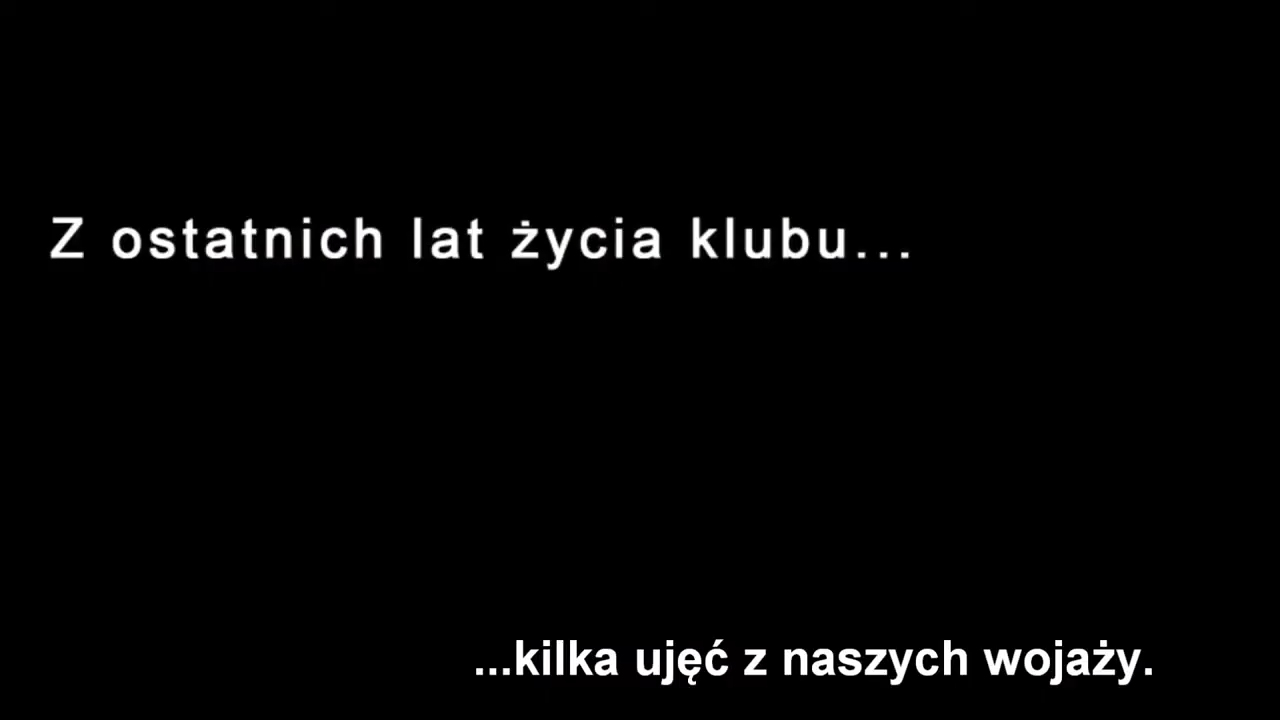 Z ostatnich lat życia klubu...
...kilka ujęć z naszych wojaży.